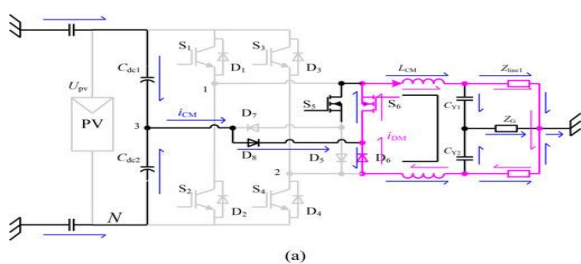 S1 S3
D1 D3
Cdc1
Upv
PV
1
3
iCM
D7
D8
S5
S6
LCM
Zline1
CY1
ZG
CY2
iDM
D5 D6
2
Cdc2
S2 S4
D2 D4
N
(a)